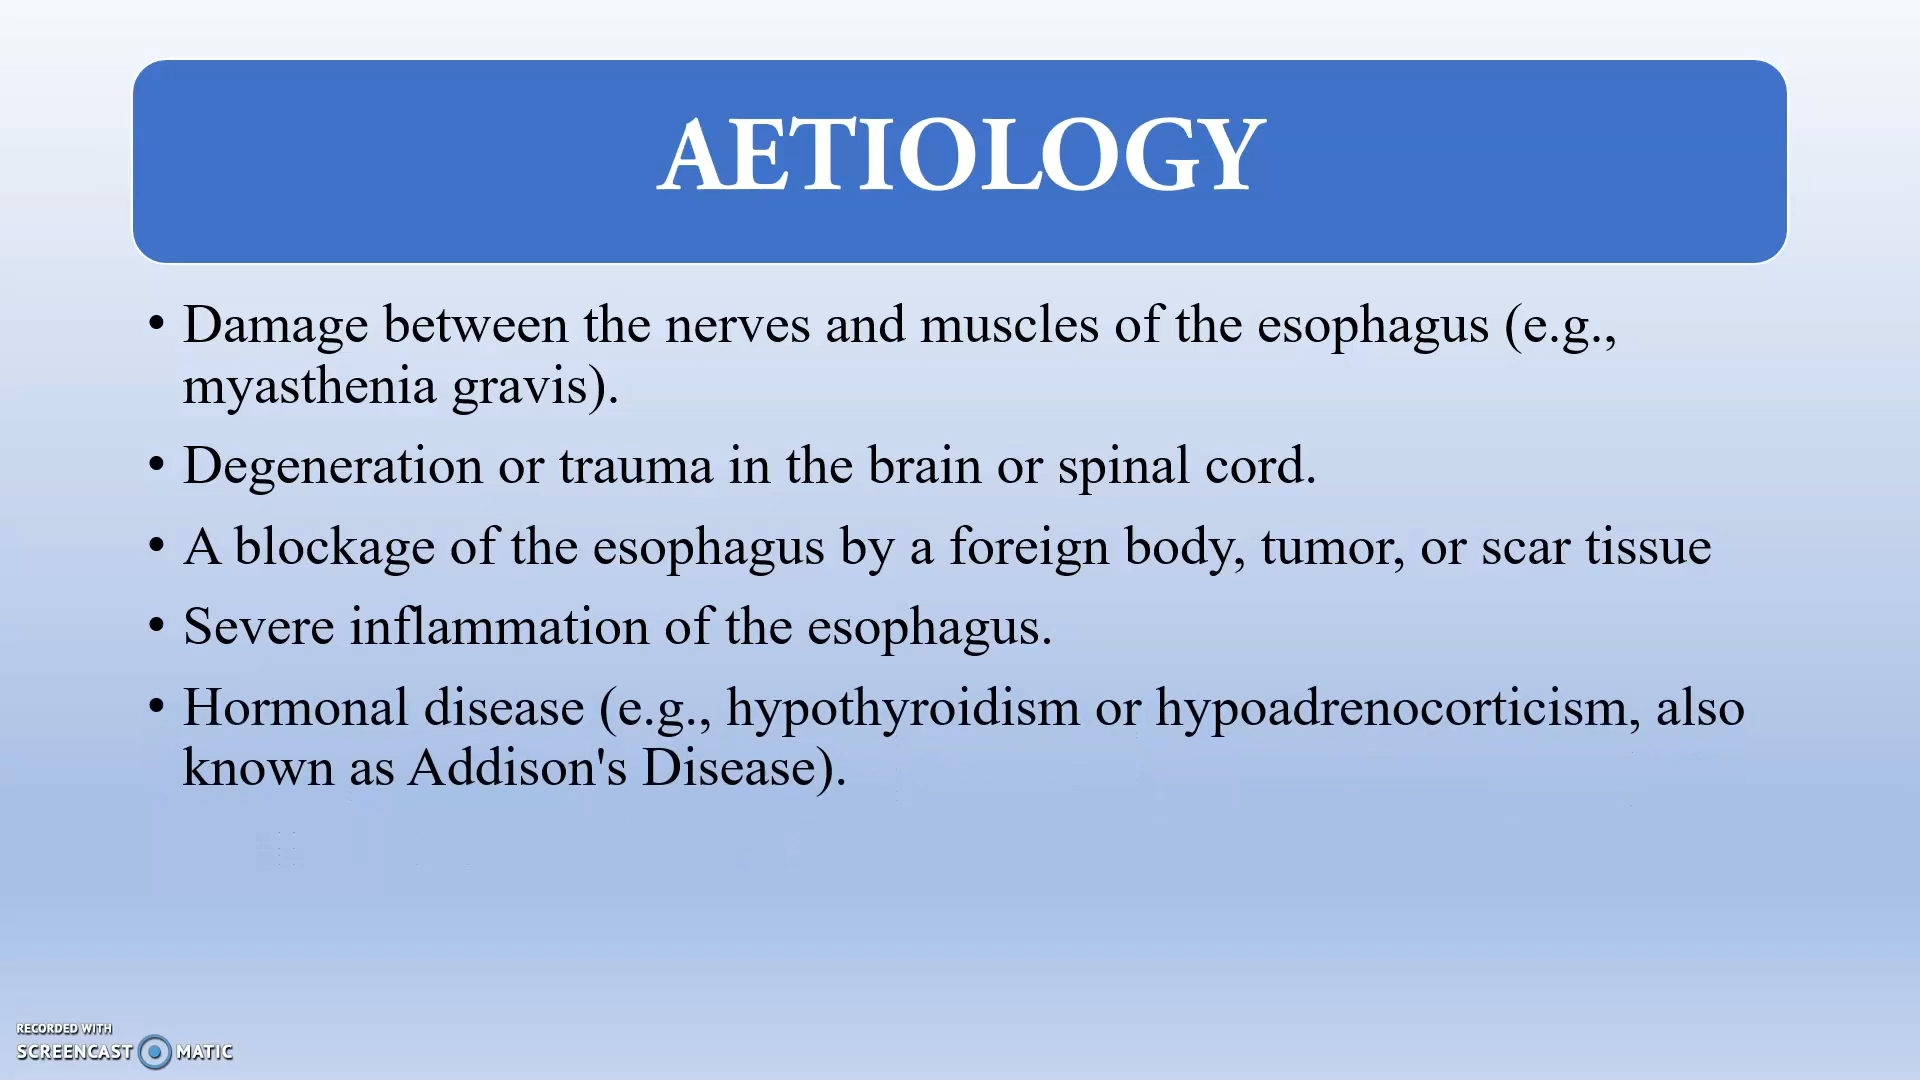 AETIOLOGY
• Damage between the nerves and muscles of the esophagus (e.g.,
myasthenia gravis).
• Degeneration or trauma in the brain or spinal cord.
• A blockage of the esophagus by a foreign body, tumor, or scar tissue
• Severe inflammation of the esophagus.
• Hormonal disease (e.g., hypothyroidism or hypoadrenocorticism, also
known as Addison's Disease).
RECORDED WITH
SCREENCAST MATIC